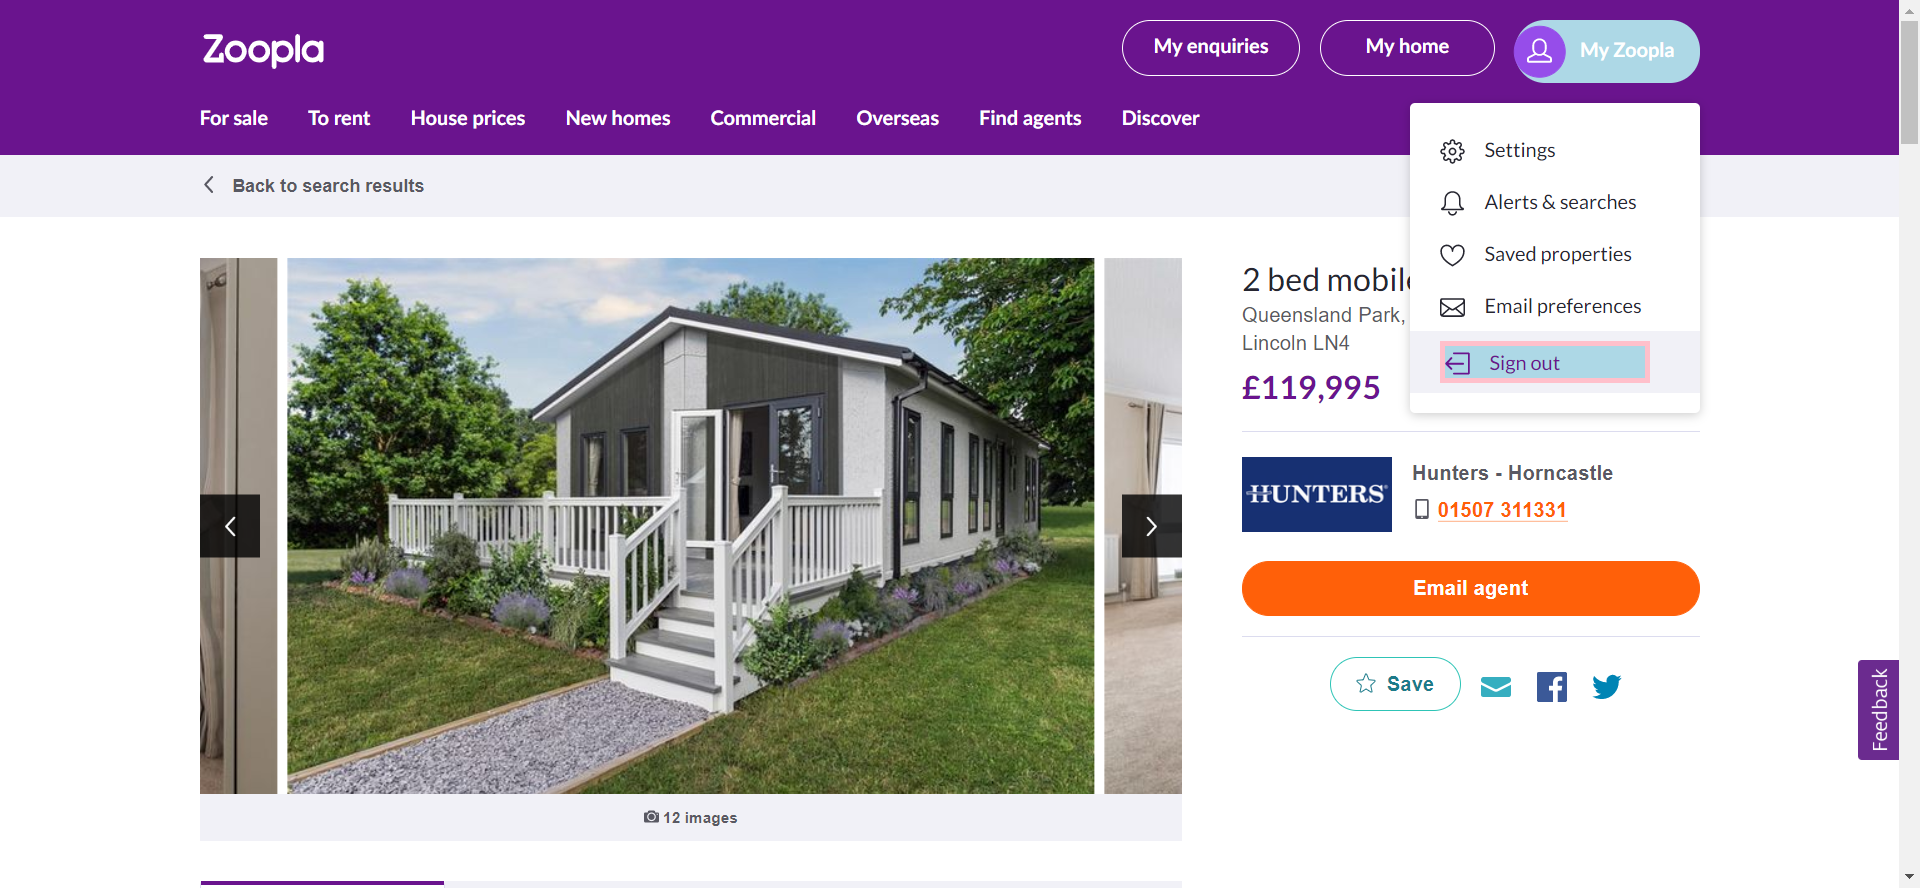 Zoopla
My enquiries
My home
My Zoopla
For sale
To rent
House prices
New homes
Commercial
Overseas
Find agents
Discover
Settings
Alerts & searches
Saved properties
Email preferences
Sign out
Back to search results
2 bed mobil
Queensland Park,
Lincoln LN4
£119,995
HUNTERS
Hunters - Horncastle
01507 311331
Email agent
Save
Feedback
12 images